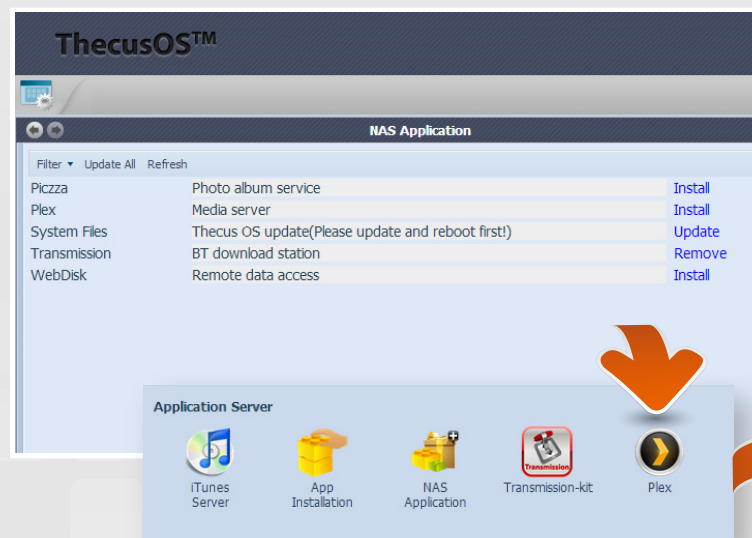 ThecusOS™
NAS Application
Filter Update All Refresh
Piczza Photo album service Install
Plex Media server Install
System Files Thecus OS update(Please update and reboot first!) Update
Transmission BT download station Remove
WebDisk Remote data access Install
Application Server
Transmission
iTunes Server
App Installation
NAS Application
Transmission-kit
Plex